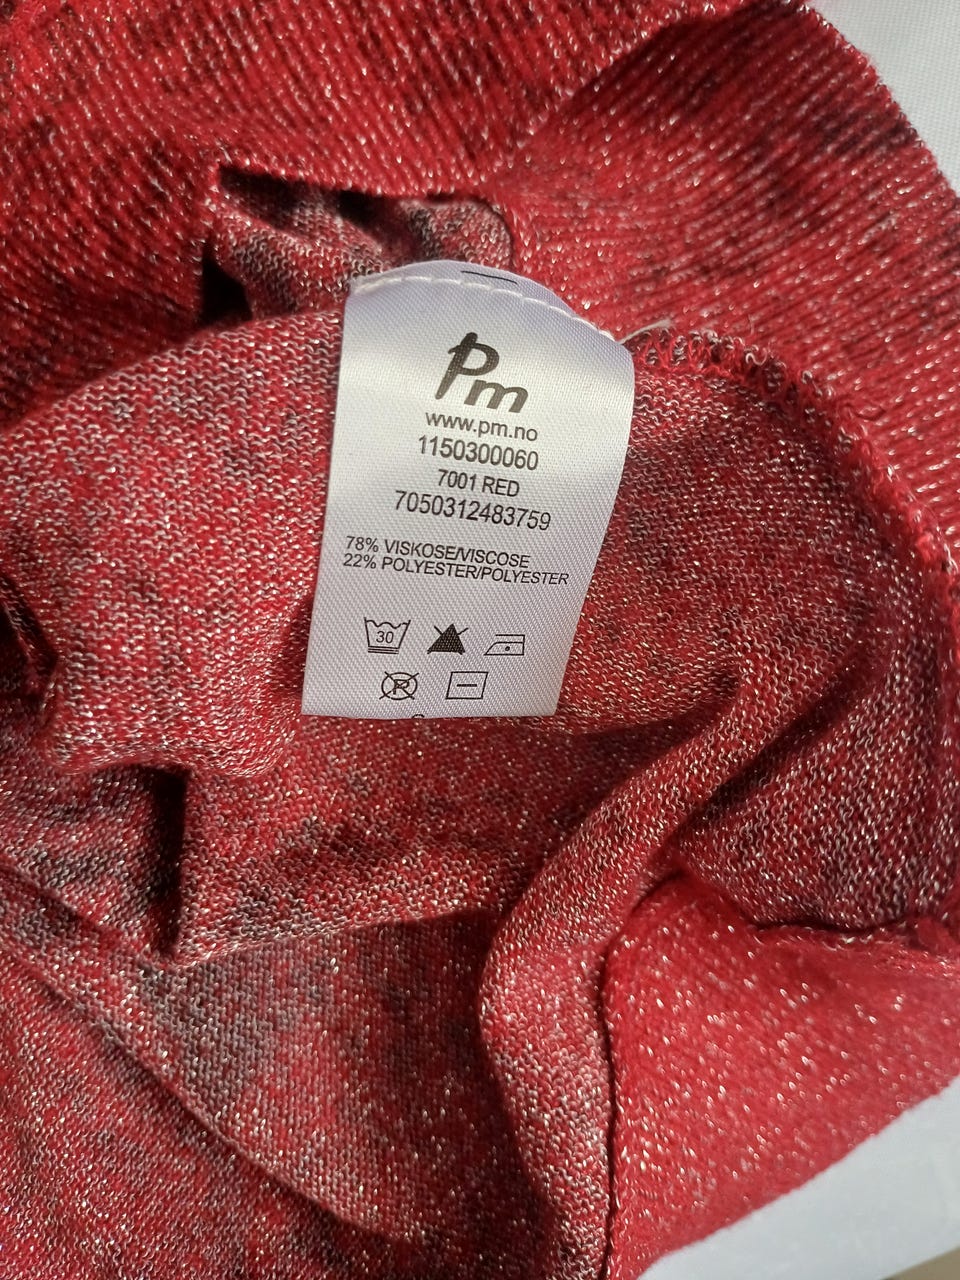 Pm
www.pm.no
1150300060
7001 RED
7050312483759
78% VISKOSE/VISCOSE
22% POLYESTER/POLYESTER
30
P